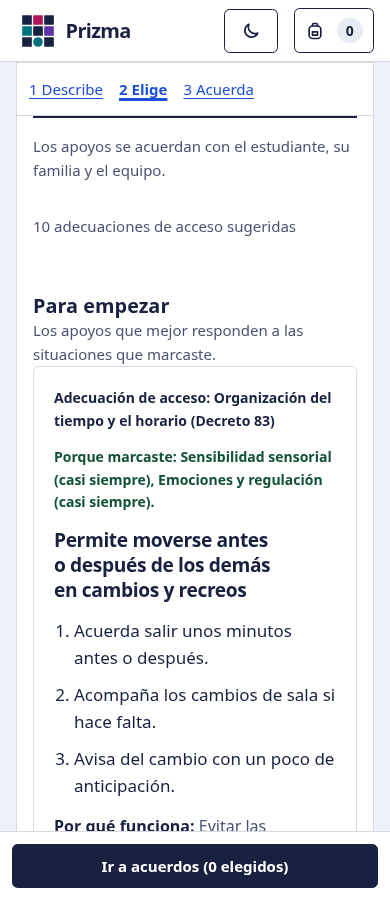 Prizma
0
1 Describe 2 Elige 3 Acuerda
Los apoyos se acuerdan con el estudiante, su
familia y el equipo.
10 adecuaciones de acceso sugeridas
Para empezar
Los apoyos que mejor responden a las
situaciones que marcaste.
Adecuación de acceso: Organización del
tiempo y el horario (Decreto 83)
Porque marcaste: Sensibilidad sensorial
(casi siempre), Emociones y regulación
(casi siempre).
Permite moverse antes
o después de los demás
en cambios y recreos
1. Acuerda salir unos minutos
antes o después.
2. Acompaña los cambios de sala si
hace falta.
3. Avisa del cambio con un poco de
anticipación.
Por qué funciona: Evitar las
Ir a acuerdos (0 elegidos)